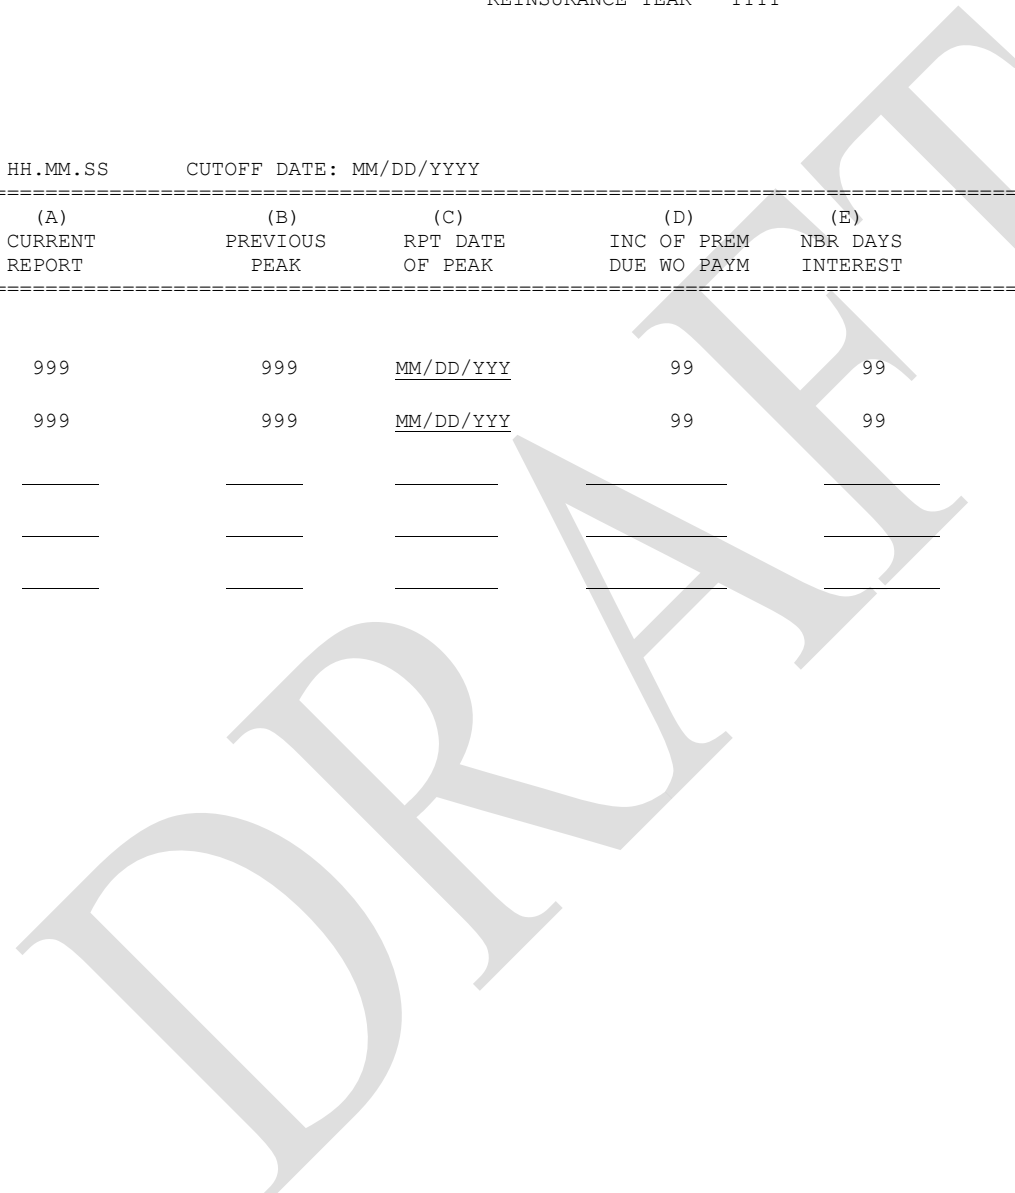 REINSURANCE YEAR YYYY
HH.MM.SS CUTOFF DATE: MM/DD/YYYY
(A) (B) (C) (D) (E)
CURRENT PREVIOUS RPT DATE INC OF PREM NBR DAYS
REPORT PEAK OF PEAK DUE WO PAYM INTEREST
999 999 MM/DD/YYY 99 99
999 999 MM/DD/YYY 99 99
DRAFT